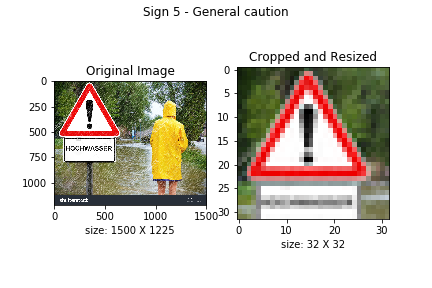 Sign 5 - General caution
Original Image
0
250
500
750
1000
0
500
1000
1500
size: 1500 X 1225
HOCHWASSER
shutterstock
Cropped and Resized
0
5
10
15
20
25
30
0
10
20
30
size: 32 X 32